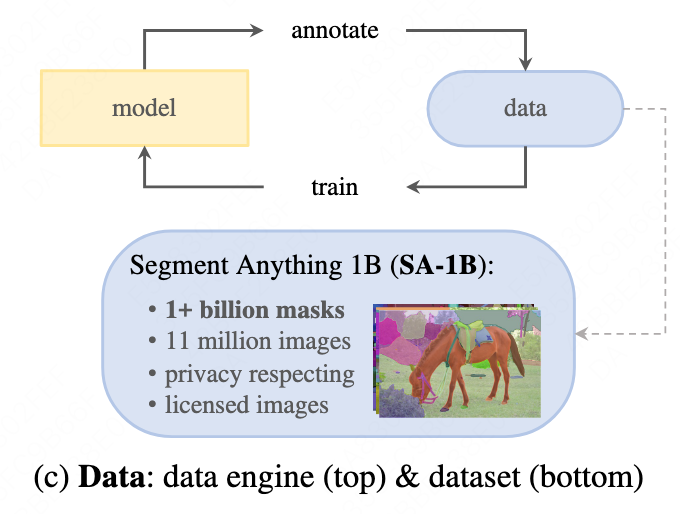 annotate
model
data
train
Segment Anything 1B (SA-1B):
• 1+ billion masks
• 11 million images
• privacy respecting
• licensed images
(c) Data: data engine (top) & dataset (bottom)